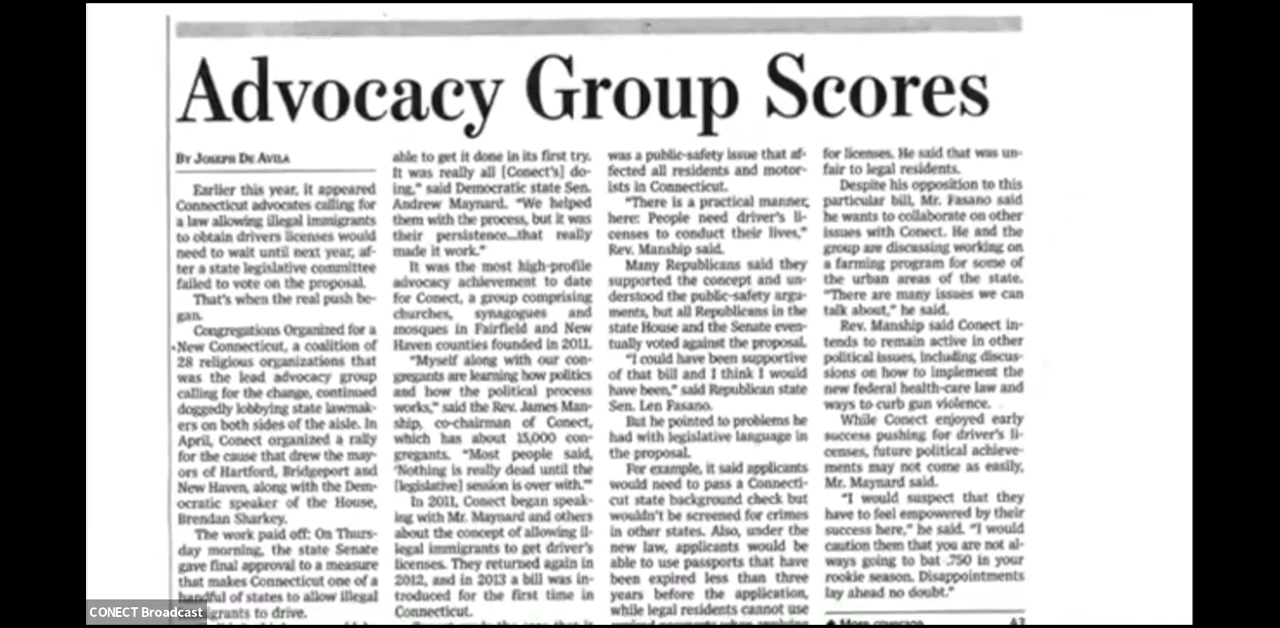 Advocacy Group Scores
BY JOSEPH DE AVILA
Earlier this year, it appeared
Connecticut advocates calling for
a law allowing illegal immigrants
to obtain drivers licenses would
need to wait until next year, af-
ter a state legislative committee
failed to vote on the proposal.
That's when the real push be-
gan.
Congregations Organized for a
New Connecticut, a coalition of
28 religious organizations that
was the lead advocacy group
calling for the change, continued
doggedly lobbying state lawmak-
ers on both sides of the aisle. In
April, Conect organized a rally
for the cause that drew the may-
ors of Hartford, Bridgeport and
New Haven, along with the Dem-
ocratic speaker of the House,
Brendan Sharkey.
The work paid off: On Thurs-
day morning, the state Senate
gave final approval to a measure
that makes Connecticut one of a
handful of states to allow illegal
igrants to drive.
able to get it done in its first try.
It was really all [Conect's] do-
ing," said Democratic state Sen.
Andrew Maynard. "We helped
them with the process, but it was
their persistence...that really
made it work."
It was the most high-profile
advocacy achievement to date
for Conect, a group comprising
churches, synagogues and
mosques in Fairfield and New
Haven counties founded in 2011.
"Myself along with our con-
gregants are learning how politics
and how the political process
works," said the Rev. James Man-
ship, co-chairman of Conect,
which has about 15,000 con-
gregants. "Most people said,
'Nothing is really dead until the
[legislative] session is over with.'"
In 2011, Conect began speak-
ing with Mr. Maynard and others
about the concept of allowing il-
legal immigrants to get driver's
licenses. They returned again in
2012, and in 2013 a bill was in-
troduced for the first time in
Connecticut.
was a public-safety issue that af-
fected all residents and motor-
ists in Connecticut.
"There is a practical manner,
here: People need driver's li-
censes to conduct their lives,"
Rev. Manship said.
Many Republicans said they
supported the concept and un-
derstood the public-safety argu-
ments, but all Republicans in the
state House and the Senate even-
tually voted against the proposal.
"I could have been supportive
of that bill and I think I would
have been," said Republican state
Sen. Len Fasano.
But he pointed to problems he
had with legislative language in
the proposal.
For example, it said applicants
would need to pass a Connecti-
cut state background check but
wouldn't be screened for crimes
in other states. Also, under the
new law, applicants would be
able to use passports that have
been expired less than three
years before the application,
while legal residents cannot use
for licenses. He said that was un-
fair to legal residents.
Despite his opposition to this
particular bill, Mr. Fasano said
he wants to collaborate on other
issues with Conect. He and the
group are discussing working on
a farming program for some of
the urban areas of the state.
"There are many issues we can
talk about," he said.
Rev. Manship said Conect in-
tends to remain active in other
political issues, including discus-
sions on how to implement the
new federal health-care law and
ways to curb gun violence.
While Conect enjoyed early
success pushing for driver's li-
censes, future political achieve-
ments may not come as easily,
Mr. Maynard said.
"I would suspect that they
have to feel empowered by their
success here," he said. "I would
caution them that you are not al-
ways going to bat .750 in your
rookie season. Disappointments
lay ahead no doubt."
CONECT Broadcast